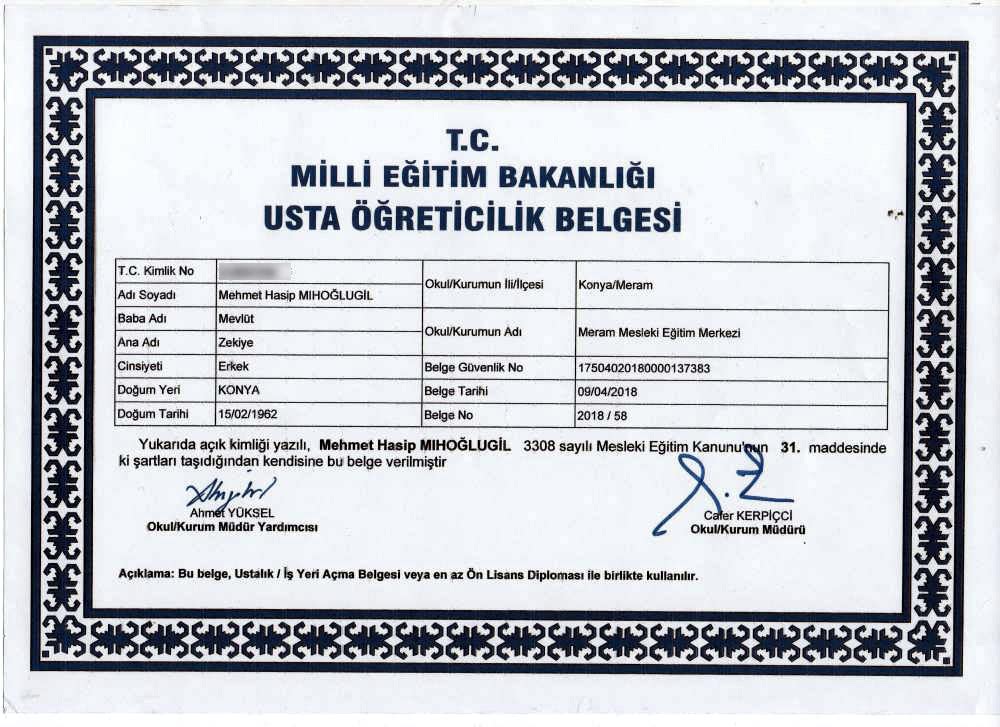 T.C.
MİLLİ EĞİTİM BAKANLIĞI
USTA ÖĞRETİCİLİK BELGESİ
T.C. Kimlik No
Adı Soyadı Mehmet Hasip MIHOĞLUGİL
Okul/Kurumun İli/İlçesi Konya/Meram
Baba Adı Mevlüt
Ana Adı Zekiye
Okul/Kurumun Adı Meram Mesleki Eğitim Merkezi
Cinsiyeti Erkek Belge Güvenlik No 17504020180000137383
Doğum Yeri KONYA Belge Tarihi 09/04/2018
Doğum Tarihi 15/02/1962 Belge No 2018 / 58
Yukarıda açık kimliği yazılı, Mehmet Hasip MIHOĞLUGİL 3308 sayılı Mesleki Eğitim Kanunu'nun 31. maddesinde
ki şartları taşıdığından kendisine bu belge verilmiştir
Ahmet YÜKSEL
Okul/Kurum Müdür Yardımcısı
Cafer KERPİÇCİ
Okul/Kurum Müdürü
Açıklama: Bu belge, Ustalık / İş Yeri Açma Belgesi veya en az Ön Lisans Diploması ile birlikte kullanılır.